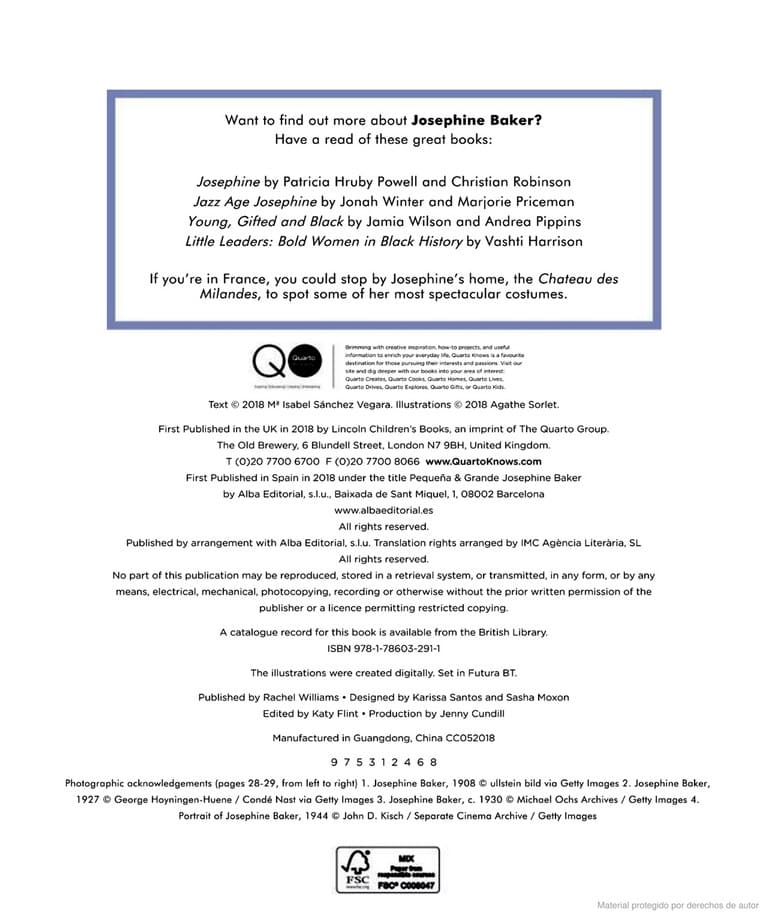 Want to find out more about Josephine Baker?
Have a read of these great books:
Josephine by Patricia Hruby Powell and Christian Robinson
Jazz Age Josephine by Jonah Winter and Marjorie Priceman
Young, Gifted and Black by Jamia Wilson and Andrea Pippins
Little Leaders: Bold Women in Black History by Vashti Harrison
If you’re in France, you could stop by Josephine’s home, the Chateau des
Milandes, to spot some of her most spectacular costumes.
Quarto
Brimming with creative inspiration, how-to projects, and useful
information to enrich your everyday life, Quarto Knows is a favourite
destination for those pursuing their interests and passions. Visit our
site and dig deeper with our books into your area of interest:
Quarto Creates, Quarto Cooks, Quarto Homes, Quarto Lives,
Quarto Drives, Quarto Explores, Quarto Gifts, or Quarto Kids.
Text © 2018 Mª Isabel Sánchez Vegara. Illustrations © 2018 Agathe Sorlet.
First Published in the UK in 2018 by Lincoln Children’s Books, an imprint of The Quarto Group.
The Old Brewery, 6 Blundell Street, London N7 9BH, United Kingdom.
T (0)20 7700 6700 F (0)20 7700 8066 www.QuartoKnows.com
First Published in Spain in 2018 under the title Pequeña & Grande Josephine Baker
by Alba Editorial, s.l.u., Baixada de Sant Miquel, 1, 08002 Barcelona
www.albaeditorial.es
All rights reserved.
Published by arrangement with Alba Editorial, s.l.u. Translation rights arranged by IMC Agència Literària, SL
All rights reserved.
No part of this publication may be reproduced, stored in a retrieval system, or transmitted, in any form, or by any
means, electrical, mechanical, photocopying, recording or otherwise without the prior written permission of the
publisher or a licence permitting restricted copying.
A catalogue record for this book is available from the British Library.
ISBN 978-1-78603-291-1
The illustrations were created digitally. Set in Futura BT.
Published by Rachel Williams • Designed by Karissa Santos and Sasha Moxon
Edited by Katy Flint • Production by Jenny Cundill
Manufactured in Guangdong, China CC052018
9 7 5 3 1 2 4 6 8
Photographic acknowledgements (pages 28-29, from left to right) 1. Josephine Baker, 1908 © ullstein bild via Getty Images 2. Josephine Baker,
1927 © George Hoyningen-Huene / Condé Nast via Getty Images 3. Josephine Baker, c. 1930 © Michael Ochs Archives / Getty Images 4.
Portrait of Josephine Baker, 1944 © John D. Kisch / Separate Cinema Archive / Getty Images
FSC
www.fsc.org
MIX
Paper from
responsible sources
FSC® C008047
Material protegido por derechos de autor